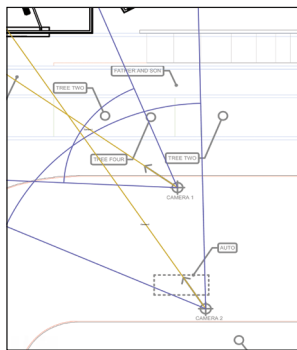 FATHER AND SON
TREE TWO
TREE FOUR
TREE TWO
CAMERA 1
AUTO
CAMERA 2